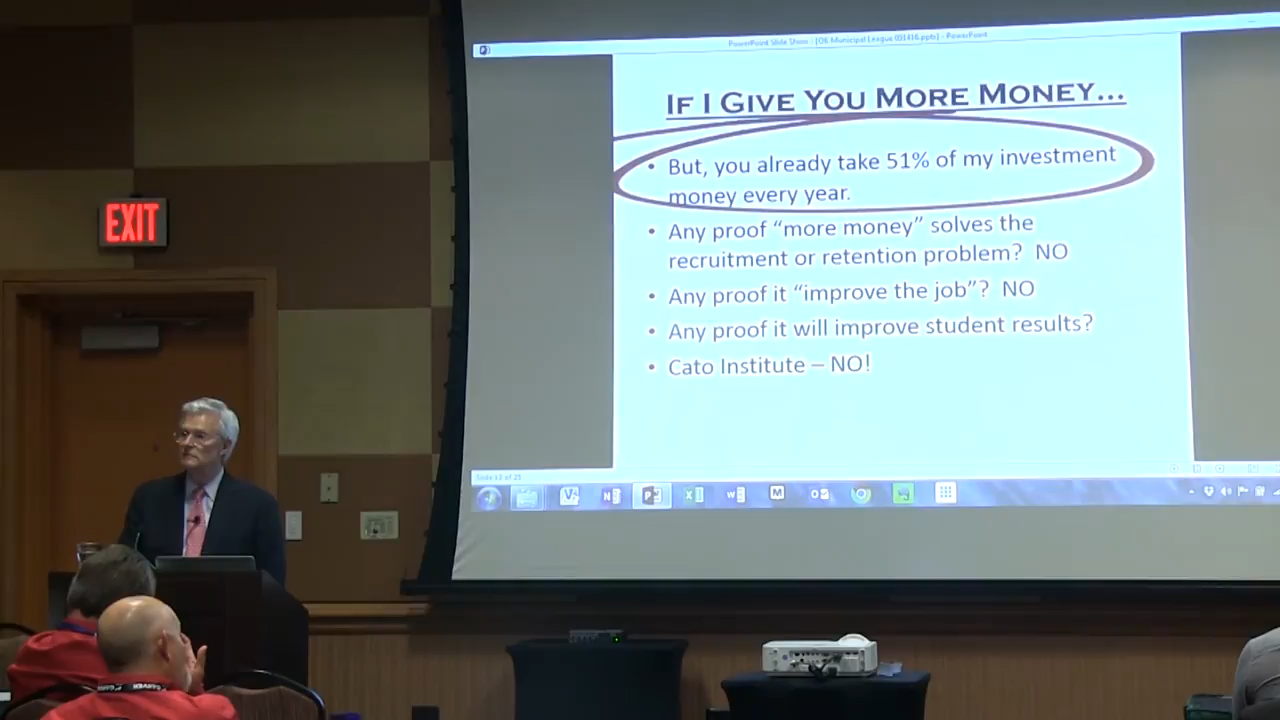 PowerPoint Slide Show - [OK Municipal League 091416.pptx] - PowerPoint
IF I GIVE YOU MORE MONEY...
• But, you already take 51% of my investment
money every year.
• Any proof “more money” solves the
recruitment or retention problem? NO
• Any proof it “improve the job”? NO
• Any proof it will improve student results?
• Cato Institute – NO!
EXIT